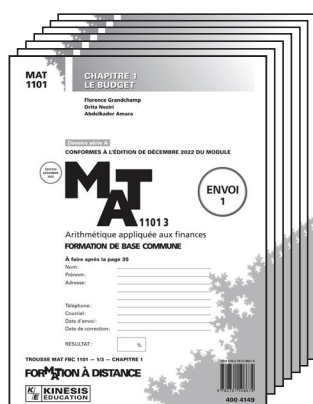 MAT
1101
CHAPITRE 1
LE BUDGET
Florence Grandchamp
Drita Neziri
Abdelkader Amara
Devoirs série A
CONFORMES À L'ÉDITION DE DÉCEMBRE 2022 DU MODULE
ÉDITION
DÉCEMBRE
2022
MAT
1101 3
ENVOI
1
Arithmétique appliquée aux finances
FORMATION DE BASE COMMUNE
À faire après la page 35
Nom:
Prénom:
Adresse:
Téléphone:
Courriel:
Date d'envoi:
Date de correction:
RÉSULTAT:
%
TROUSSE MAT FBC 1101 – 1/3 – CHAPITRE 1
FORMATION À DISTANCE
K E KINESIS
ÉDUCATION
400 4149